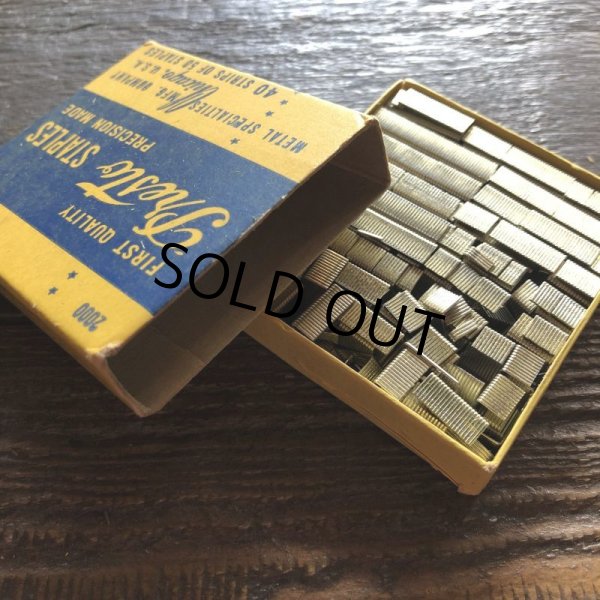 FIRST QUALITY
Presto STAPLES
PRECISION MADE
2000
METAL SPECIALTIES MFG. COMPANY
Chicago, U.S.A.
40 STRIPS OF 50 STAPLES
SOLD OUT